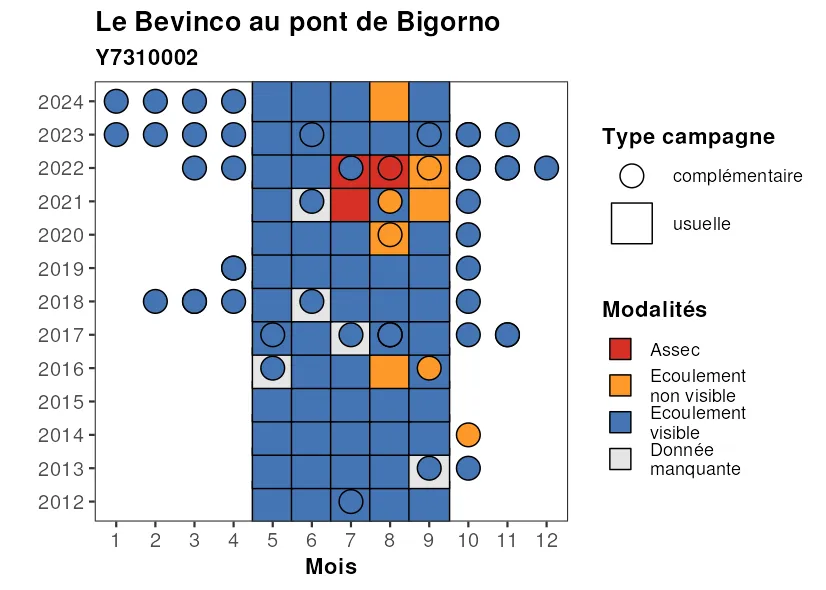 Le Bevinco au pont de Bigorno
Y7310002
2024
2023
2022
2021
2020
2019
2018
2017
2016
2015
2014
2013
2012
1 2 3 4 5 6 7 8 9 10 11 12
Mois
Type campagne
complémentaire
usuelle
Modalités
Assec
Ecoulement
non visible
Ecoulement
visible
Donnée
manquante